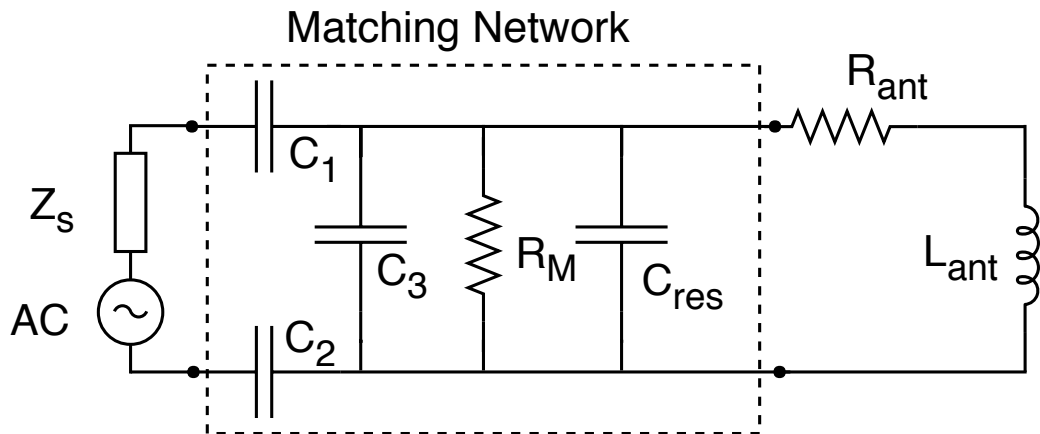 Matching Network
R_ant
C_1
Z_s
C_3
R_M
C_res
L_ant
AC
C_2